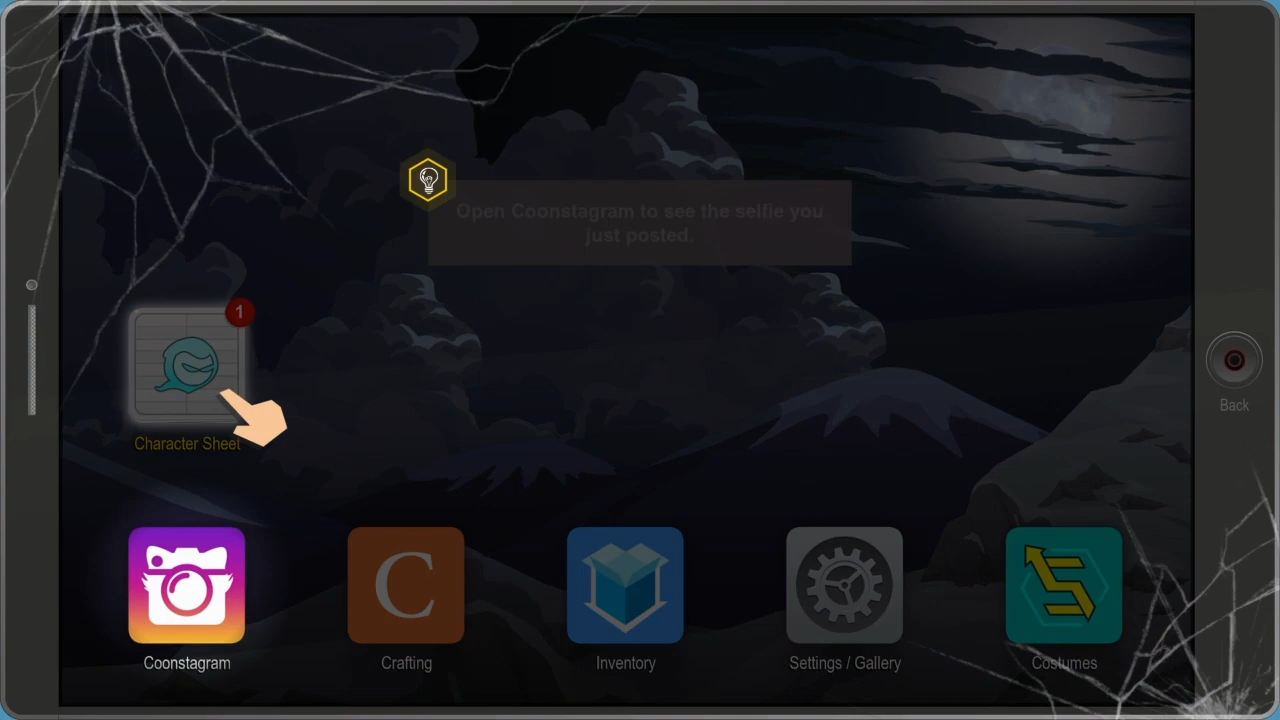 Open Coonstagram to see the selfie you
just posted.
1
Character Sheet
Back
C
Coonstagram
Crafting
Inventory
Settings / Gallery
Costumes